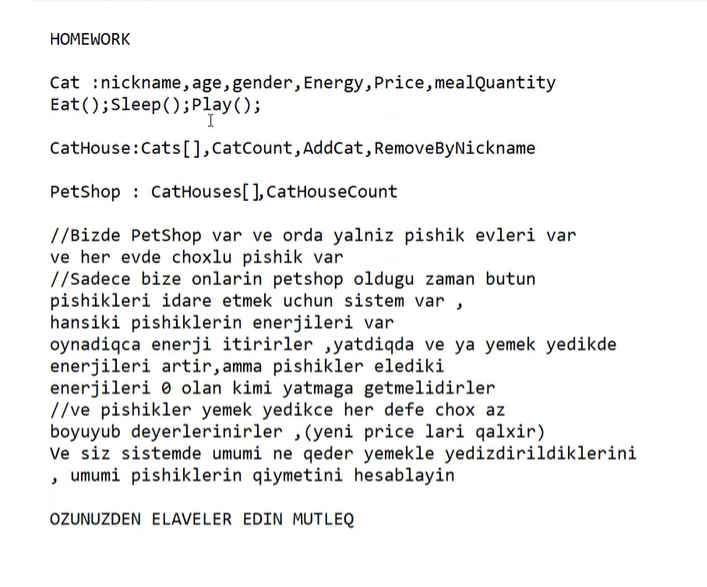 HOMEWORK
Cat :nickname,age,gender,Energy,Price,mealQuantity
Eat();Sleep();Play();
CatHouse:Cats[],CatCount,AddCat,RemoveByNickname
PetShop : CatHouses[],CatHouseCount
//Bizde PetShop var ve orda yalniz pishik evleri var
ve her evde choxlu pishik var
//Sadece bize onlarin petshop oldugu zaman butun
pishikleri idare etmek uchun sistem var ,
hansiki pishiklerin enerjileri var
oynadiqca enerji itirirler ,yatdiqda ve ya yemek yedikde
enerjileri artir,amma pishikler elediki
enerjileri 0 olan kimi yatmaga getmelidirler
//ve pishikler yemek yedikce her defe chox az
boyuyub deyerlerinirler ,(yeni price lari qalxir)
Ve siz sistemde umumi ne qeder yemekle yedizdirildiklerini
, umumi pishiklerin qiymetini hesablayin
OZUNUZDEN ELAVELER EDIN MUTLEQ